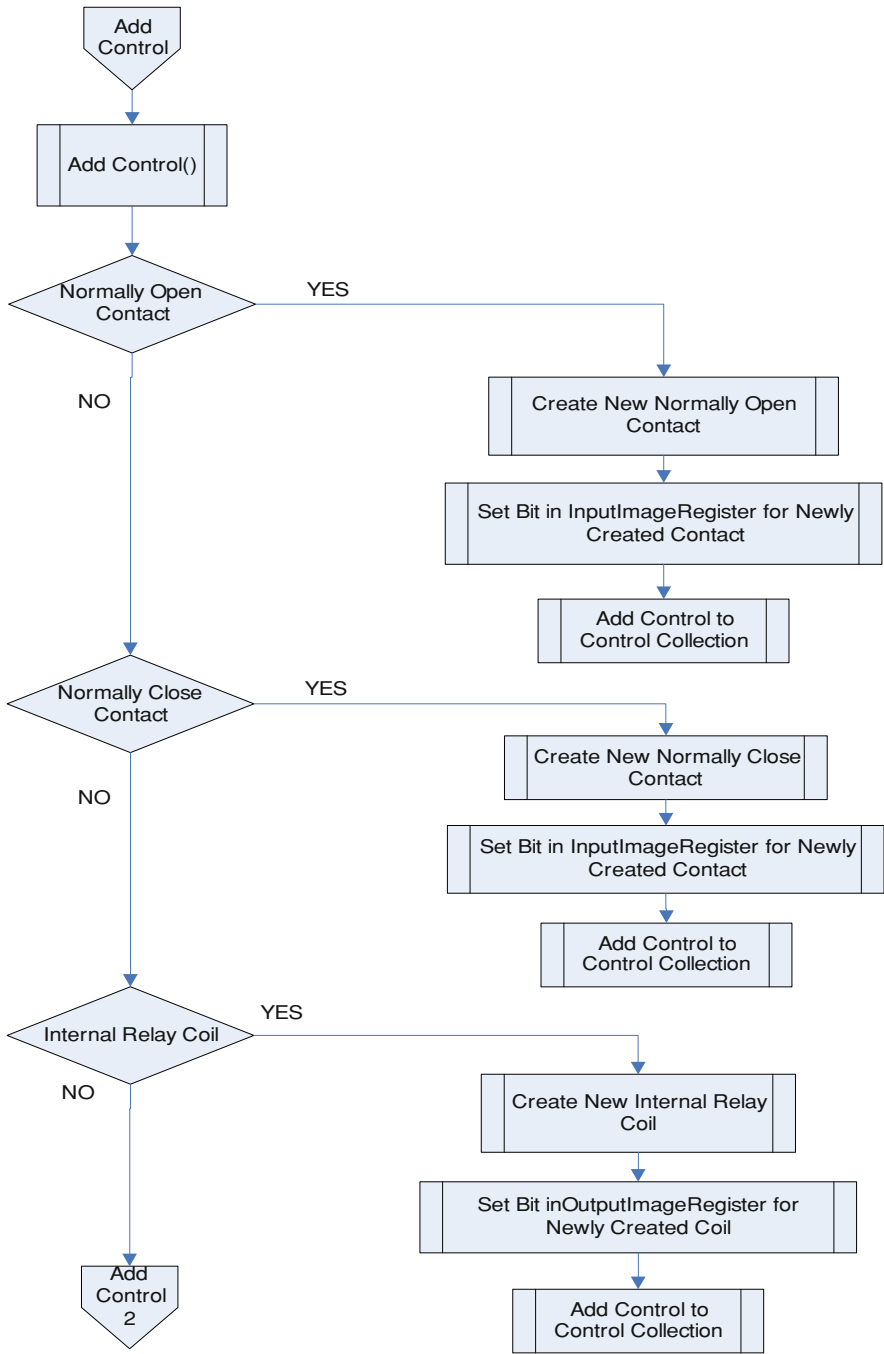 Add
Control
Add Control()
Normally Open
Contact
YES
NO
Create New Normally Open
Contact
Set Bit in InputImageRegister for Newly
Created Contact
Add Control to
Control Collection
Normally Close
Contact
YES
NO
Create New Normally Close
Contact
Set Bit in InputImageRegister for Newly
Created Contact
Add Control to
Control Collection
Internal Relay Coil
YES
NO
Create New Internal Relay
Coil
Set Bit inOutputImageRegister for
Newly Created Coil
Add Control to
Control Collection
Add
Control
2